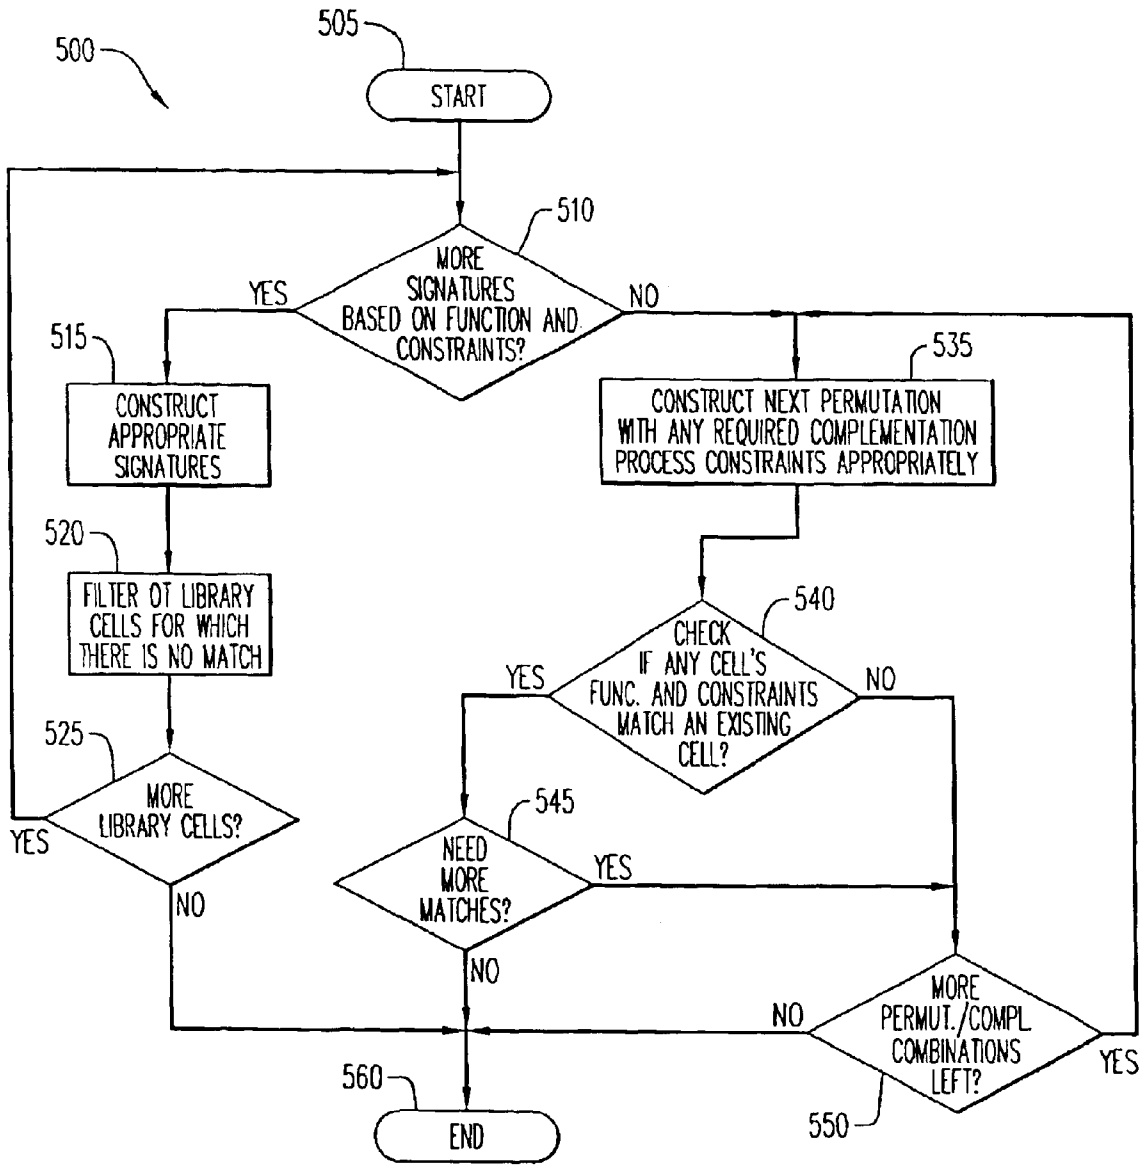 505
500
START
510
MORE
SIGNATURES
BASED ON FUNCTION AND
CONSTRAINTS?
YES
NO
515
CONSTRUCT
APPROPRIATE
SIGNATURES
535
CONSTRUCT NEXT PERMUTATION
WITH ANY REQUIRED COMPLEMENTATION
PROCESS CONSTRAINTS APPROPRIATELY
520
FILTER OT LIBRARY
CELLS FOR WHICH
THERE IS NO MATCH
540
CHECK
IF ANY CELL'S
FUNC. AND CONSTRAINTS
MATCH AN EXISTING
CELL?
YES
NO
525
MORE
LIBRARY CELLS?
YES
NO
545
NEED
MORE
MATCHES?
YES
NO
MORE
PERMUT./COMPL.
COMBINATIONS
LEFT?
NO
YES
550
560
END